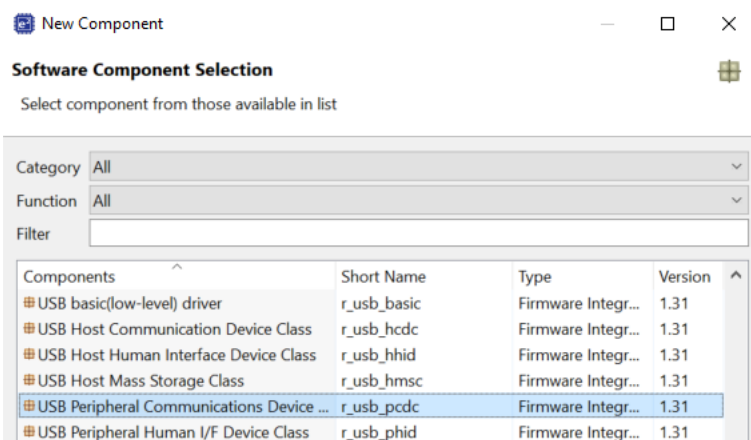 New Component
Software Component Selection
Select component from those available in list
Category All
Function All
Filter
Components Short Name Type Version
USB basic(low-level) driver r_usb_basic Firmware Integr... 1.31
USB Host Communication Device Class r_usb_hcdc Firmware Integr... 1.31
USB Host Human Interface Device Class r_usb_hhid Firmware Integr... 1.31
USB Host Mass Storage Class r_usb_hmsc Firmware Integr... 1.31
USB Peripheral Communications Device ... r_usb_pcdc Firmware Integr... 1.31
USB Peripheral Human I/F Device Class r_usb_phid Firmware Integr... 1.31